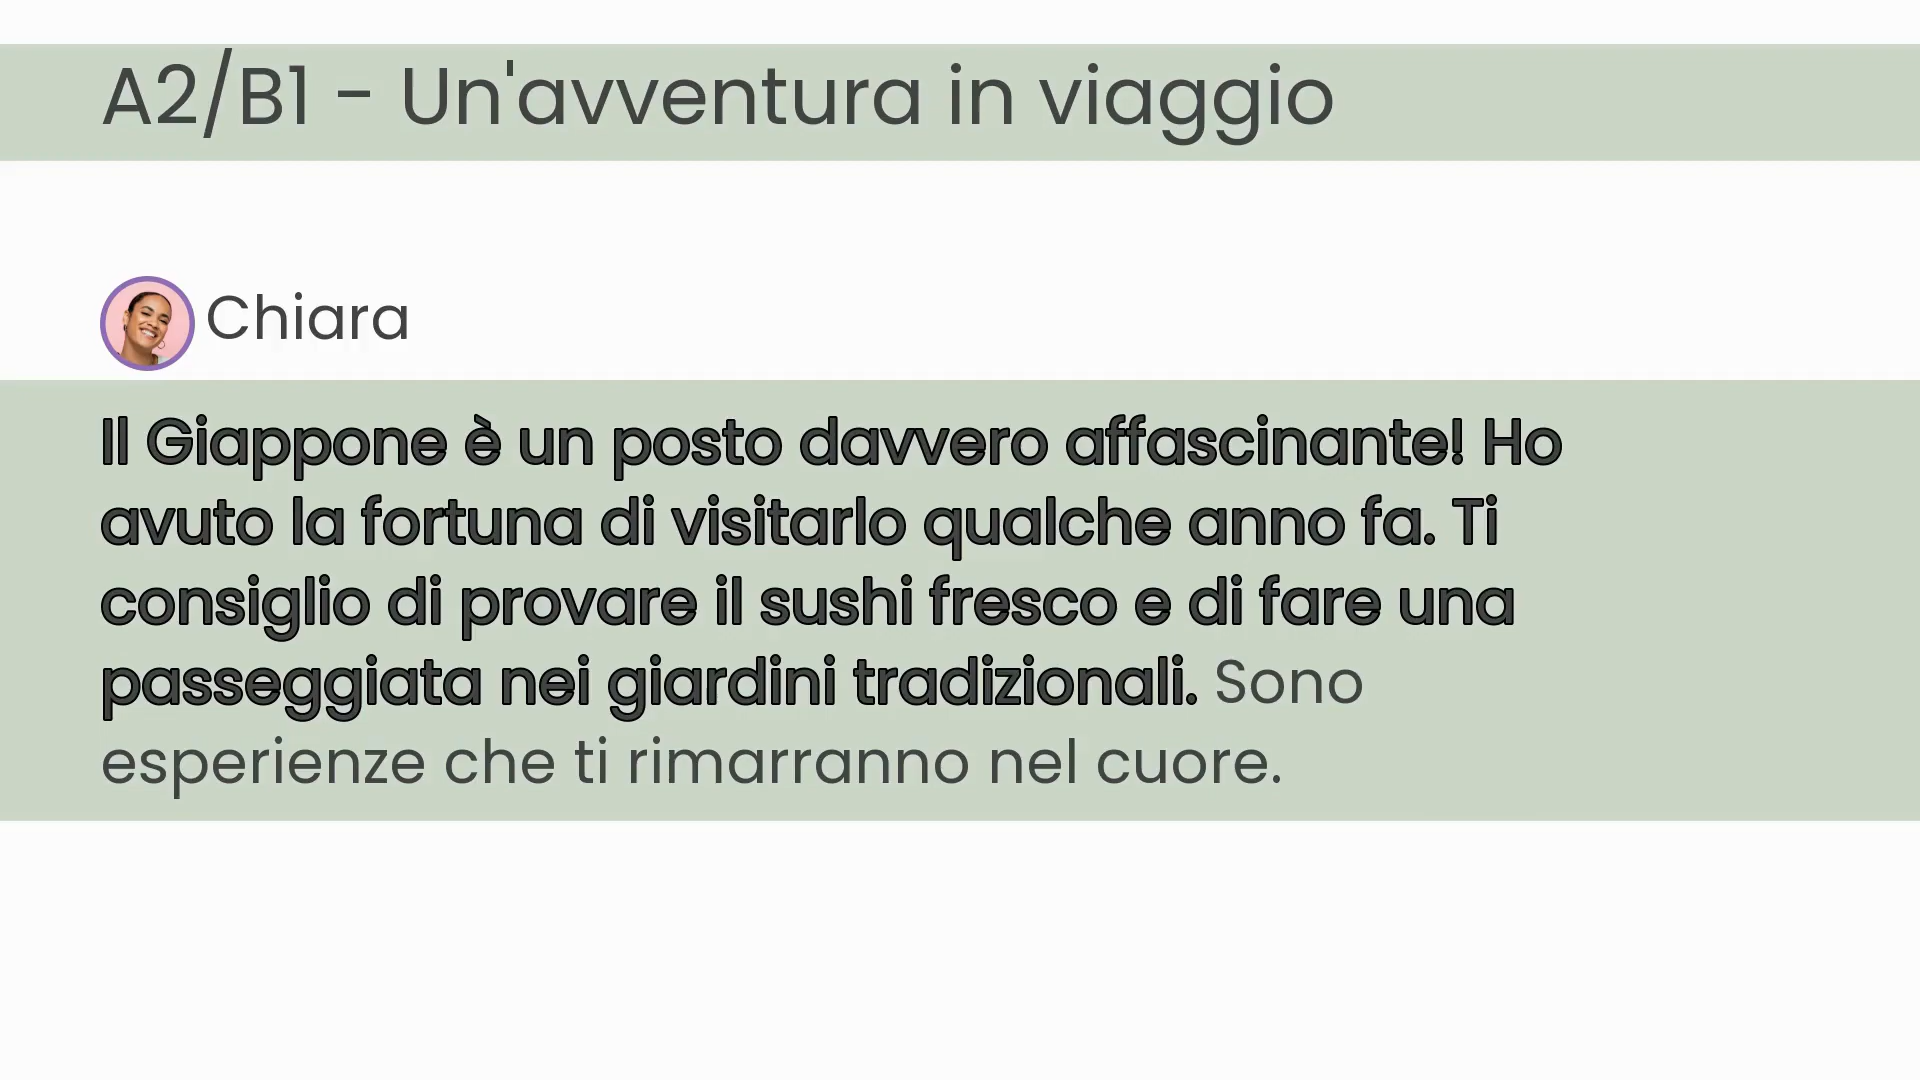 A2/B1 - Un'avventura in viaggio
Chiara
Il Giappone è un posto davvero affascinante! Ho
avuto la fortuna di visitarlo qualche anno fa. Ti
consiglio di provare il sushi fresco e di fare una
passeggiata nei giardini tradizionali. Sono
esperienze che ti rimarranno nel cuore.